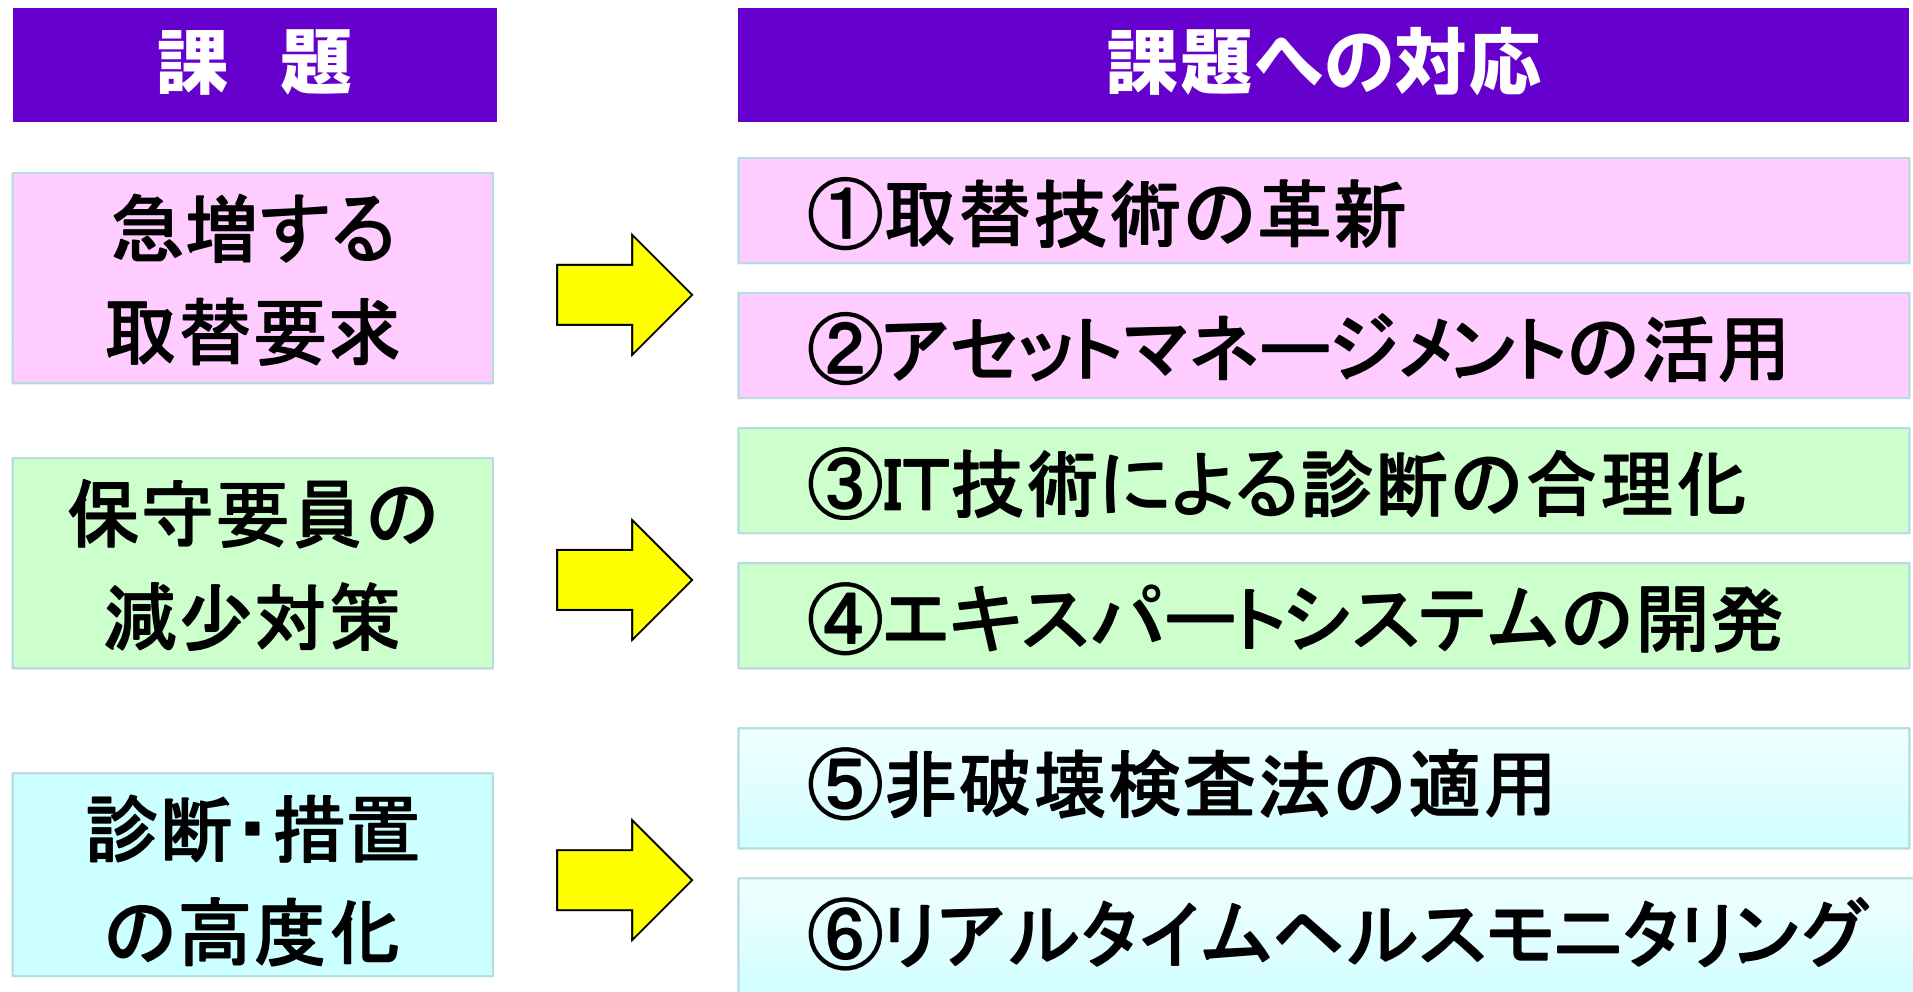 課　題
課題への対応
急増する
取替要求
①取替技術の革新
②アセットマネージメントの活用
保守要員の
減少対策
③IT技術による診断の合理化
④エキスパートシステムの開発
診断・措置
の高度化
⑤非破壊検査法の適用
⑥リアルタイムヘルスモニタリング